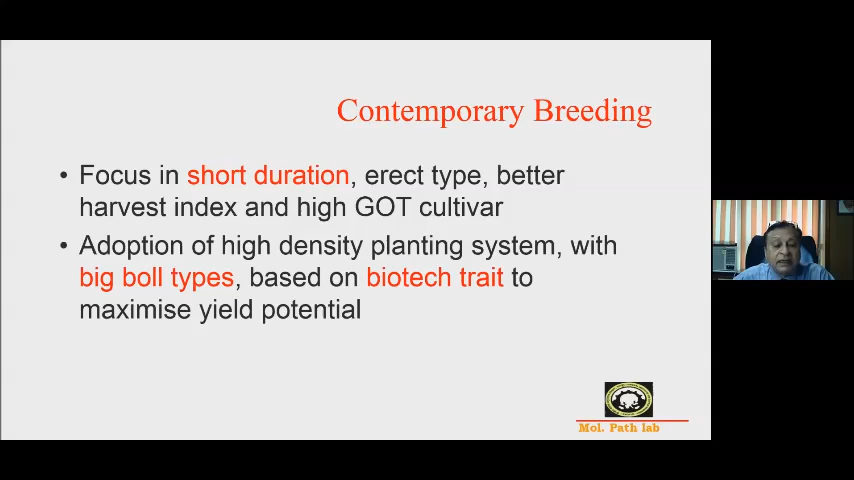 Contemporary Breeding
• Focus in short duration, erect type, better
harvest index and high GOT cultivar
• Adoption of high density planting system, with
big boll types, based on biotech trait to
maximise yield potential
Mol. Path lab